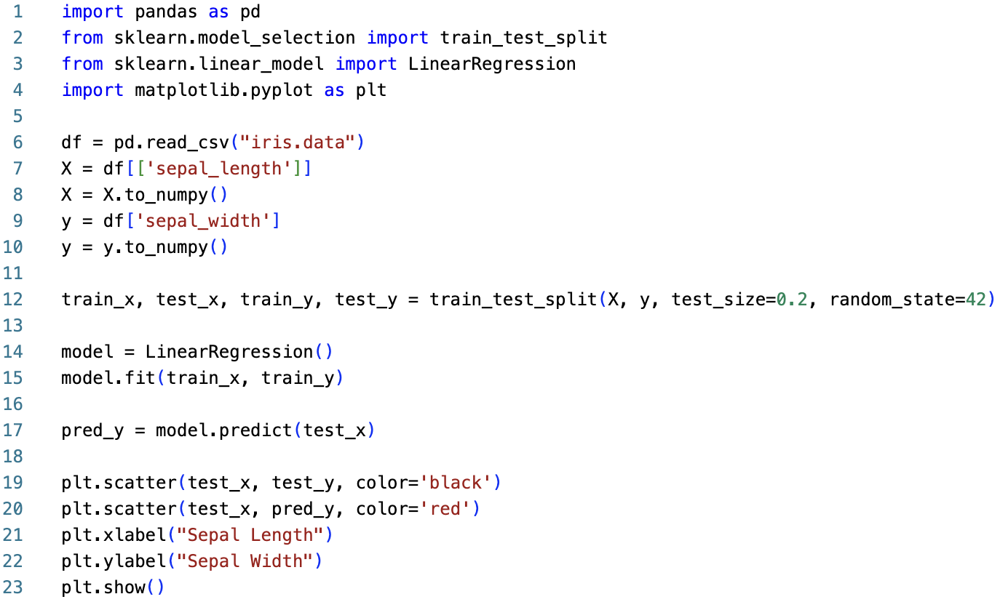 1 import pandas as pd
2 from sklearn.model_selection import train_test_split
3 from sklearn.linear_model import LinearRegression
4 import matplotlib.pyplot as plt
5
6 df = pd.read_csv("iris.data")
7 X = df[['sepal_length']]
8 X = X.to_numpy()
9 y = df['sepal_width']
10 y = y.to_numpy()
11
12 train_x, test_x, train_y, test_y = train_test_split(X, y, test_size=0.2, random_state=42)
13
14 model = LinearRegression()
15 model.fit(train_x, train_y)
16
17 pred_y = model.predict(test_x)
18
19 plt.scatter(test_x, test_y, color='black')
20 plt.scatter(test_x, pred_y, color='red')
21 plt.xlabel("Sepal Length")
22 plt.ylabel("Sepal Width")
23 plt.show()